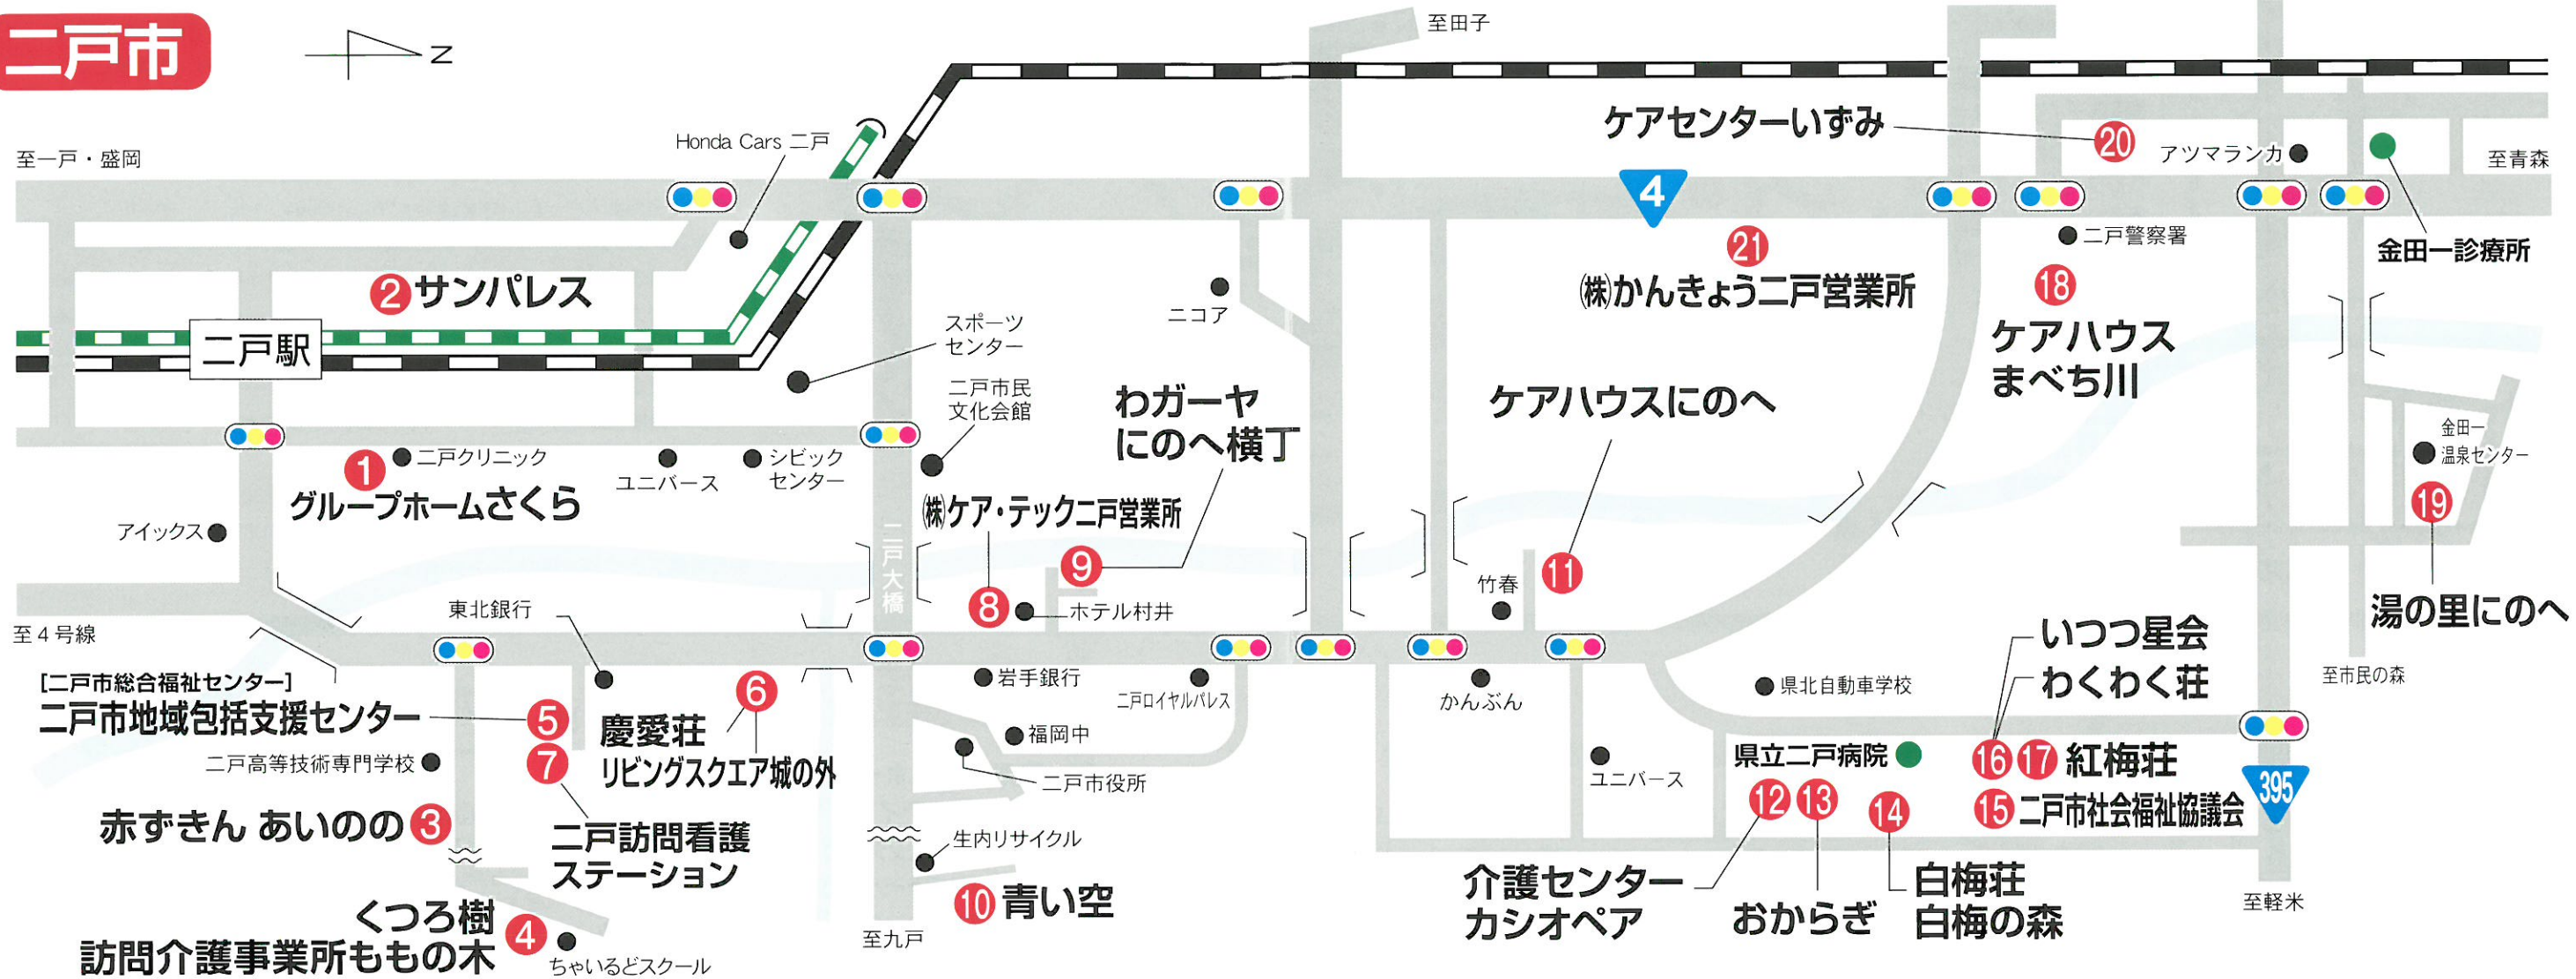 二戸市
N
至田子
至一戸・盛岡
Honda Cars 二戸
ケアセンターいずみ
20
アツマランカ
至青森
4
21
㈱かんきょう二戸営業所
二戸警察署
18
ケアハウス
まべち川
金田一診療所
2 サンパレス
二戸駅
スポーツ
センター
ニコア
二戸市民
文化会館
わガーヤ
にのへ横丁
ケアハウスにのへ
1
二戸クリニック
グループホームさくら
ユニバース
シビック
センター
アイックス
㈱ケア・テック二戸営業所
二戸大橋
8
9
ホテル村井
竹春
11
金田一
温泉センター
19
湯の里にのへ
至4号線
東北銀行
[二戸市総合福祉センター]
二戸市地域包括支援センター
5
7
6
慶愛荘
リビングスクエア城の外
岩手銀行
二戸ロイヤルパレス
福岡中
二戸市役所
かんぶん
県北自動車学校
いつつ星会
わくわく荘
至市民の森
二戸高等技術専門学校
赤ずきん あいのの 3
二戸訪問看護
ステーション
ユニバース
県立二戸病院
16 17 紅梅荘
15 二戸市社会福祉協議会
395
12 13
14
生内リサイクル
10 青い空
介護センター
カシオペア
おからぎ
白梅荘
白梅の森
至軽米
くつろ樹
訪問介護事業所ももの木
4
ちゃいるどスクール
至九戸